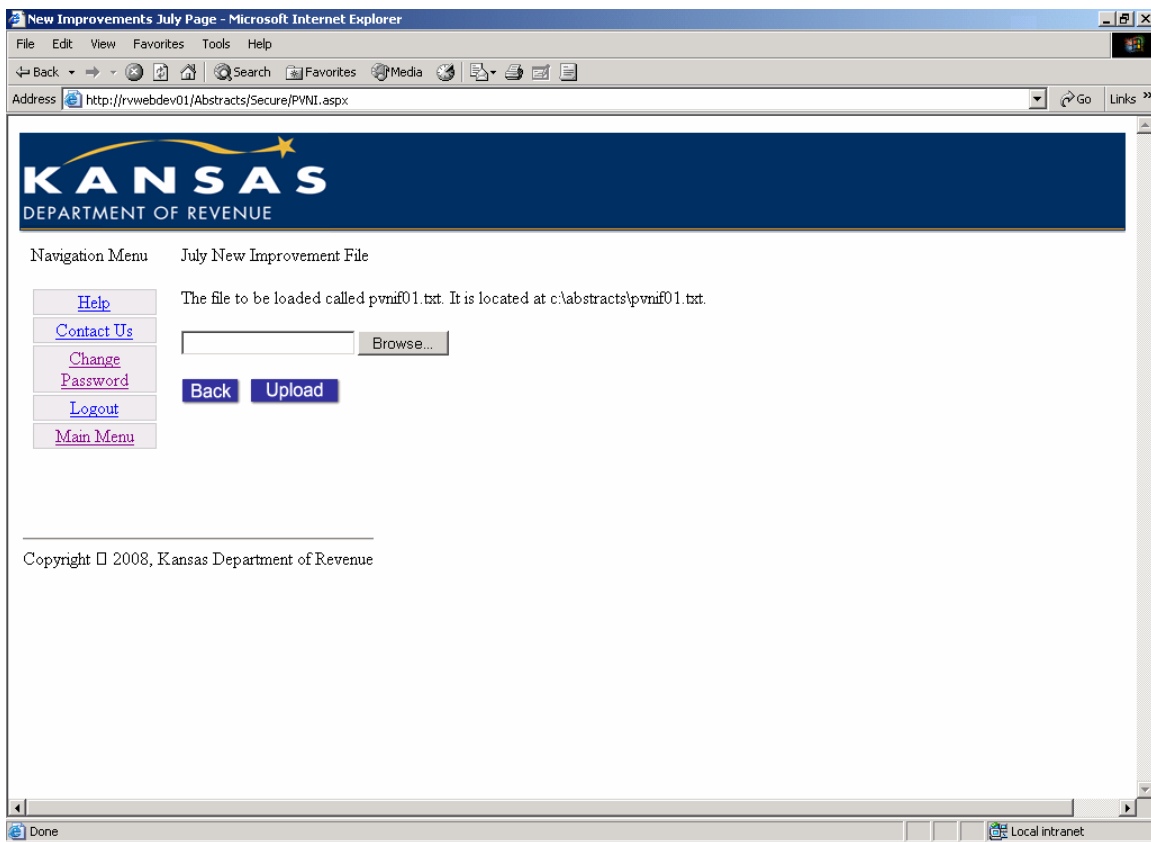 New Improvements July Page - Microsoft Internet Explorer
File Edit View Favorites Tools Help
Back Search Favorites Media
Address http://rvwebdev01/Abstracts/Secure/PVNI.aspx Go Links »
KANSAS
DEPARTMENT OF REVENUE
Navigation Menu
Help
Contact Us
Change
Password
Logout
Main Menu
July New Improvement File
The file to be loaded called pvnif01.txt. It is located at c:\abstracts\pvnif01.txt.
Browse...
Back Upload
Copyright □ 2008, Kansas Department of Revenue
Done Local intranet